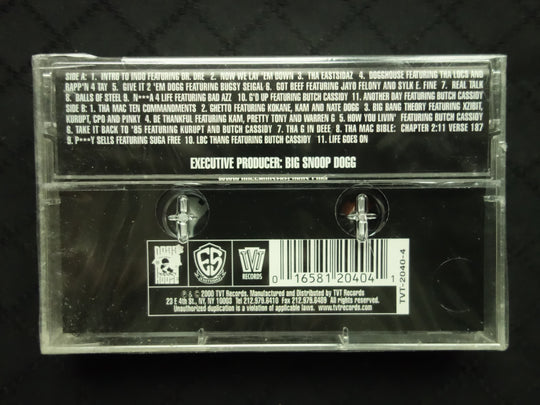 SIDE A: 1. INTRO TO INDO FEATURING DR. DRE 2. NOW WE LAY 'EM DOWN 3. THA EASTSIDAZ 4. DOGGHOUSE FEATURING THA LOCS AND
RAPP'N 4 TAY 5. GIVE IT 2 'EM DOGG FEATURING BUGSY SEIGAL 6. GOT BEEF FEATURING JAYO FELONY AND SYLK E. FINE 7. REAL TALK
8. BALLS OF STEEL 9. N***A 4 LIFE FEATURING BAD AZZ 10. G'D UP FEATURING BUTCH CASSIDY 11. ANOTHER DAY FEATURING BUTCH CASSIDY
SIDE B: 1. THA MAC TEN COMMANDMENTS 2. GHETTO FEATURING KOKANE, KAM AND NATE DOGG 3. BIG BANG THEORY FEATURING XZIBIT,
KURUPT, CPO AND PINKY 4. BE THANKFUL FEATURING KAM, PRETTY TONY AND WARREN G 5. HOW YOU LIVIN' FEATURING BUTCH CASSIDY
6. TAKE IT BACK TO '85 FEATURING KURUPT AND BUTCH CASSIDY 7. THA G IN DEEE 8. THA MAC BIBLE: CHAPTER 2:11 VERSE 187
9. P***Y SELLS FEATURING SUGA FREE 10. LBC THANG FEATURING BUTCH CASSIDY 11. LIFE GOES ON
EXECUTIVE PRODUCER: BIG SNOOP DOGG
DOGG
HOUSE
GS
TVT
RECORDS
0 16581 20404 1
TVT-2040-4
℗ & © 2000 TVT Records. Manufactured and Distributed by TVT Records
23 E 4th St., NY, NY 10003 Tel 212.979.6410 Fax 212.979.6489 All rights reserved.
Unauthorized duplication is a violation of applicable laws. www.tvtrecords.com